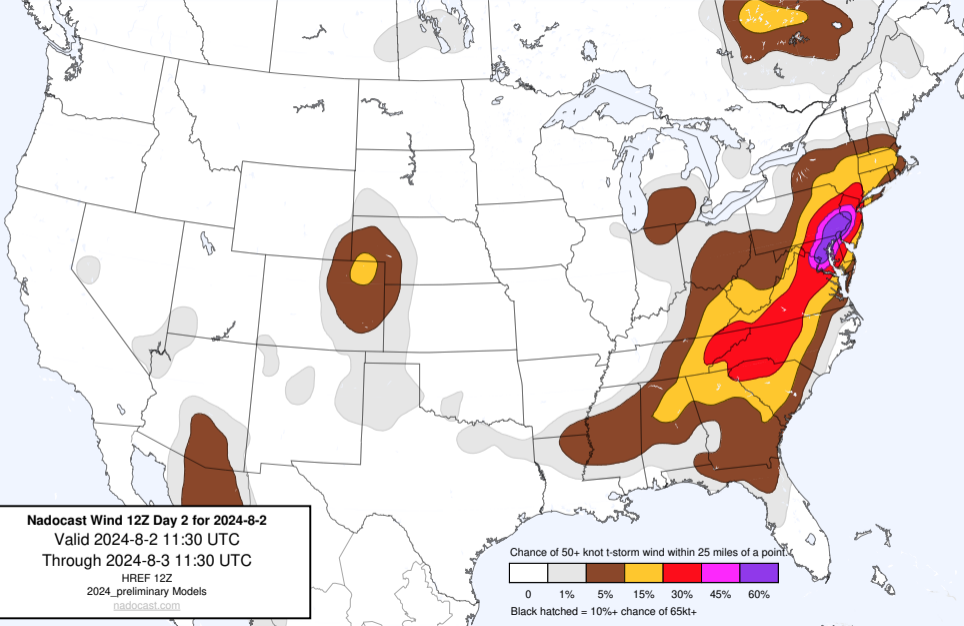 Nadocast Wind 12Z Day 2 for 2024-8-2
Valid 2024-8-2 11:30 UTC
Through 2024-8-3 11:30 UTC
HREF 12Z
2024_preliminary Models
nadocast.com
Chance of 50+ knot t-storm wind within 25 miles of a point.
0 1% 5% 15% 30% 45% 60%
Black hatched = 10%+ chance of 65kt+